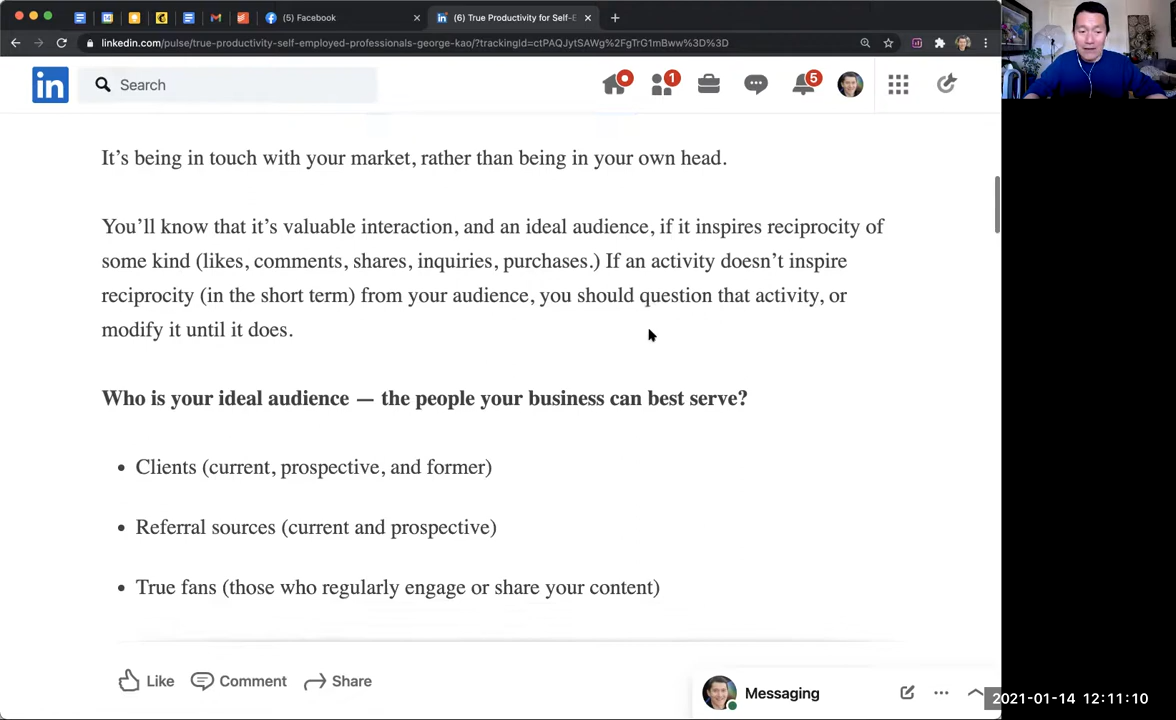 (5) Facebook
(6) True Productivity for Self-E
linkedin.com/pulse/true-productivity-self-employed-professionals-george-kao/?trackingId=ctPAQJytSAWg%2FgTrG1mBww%3D%3D
in
Search
1
5
It's being in touch with your market, rather than being in your own head.
You'll know that it's valuable interaction, and an ideal audience, if it inspires reciprocity of
some kind (likes, comments, shares, inquiries, purchases.) If an activity doesn't inspire
reciprocity (in the short term) from your audience, you should question that activity, or
modify it until it does.
Who is your ideal audience — the people your business can best serve?
• Clients (current, prospective, and former)
• Referral sources (current and prospective)
• True fans (those who regularly engage or share your content)
Like
Comment
Share
Messaging
2021-01-14 12:11:10